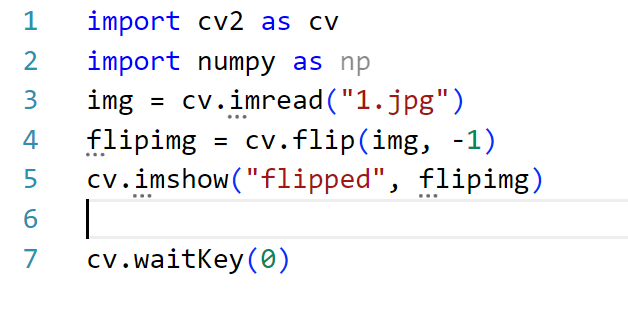 1 import cv2 as cv
2 import numpy as np
3 img = cv.imread("1.jpg")
4 flipimg = cv.flip(img, -1)
5 cv.imshow("flipped", flipimg)
6
7 cv.waitKey(0)